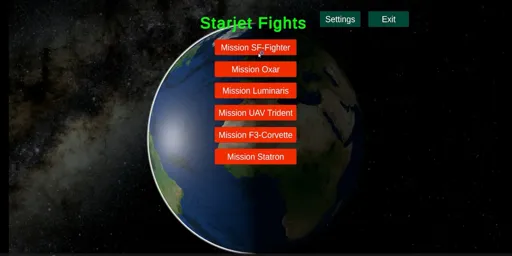 Starjet Fights
Settings
Exit
Mission SF-Fighter
Mission Oxar
Mission Luminaris
Mission UAV Trident
Mission F3-Corvette
Mission Statron